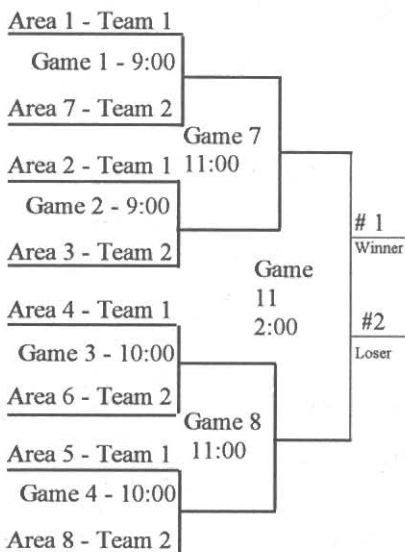 Area 1 - Team 1
Game 1 - 9:00
Area 7 - Team 2
Game 7
11:00
Area 2 - Team 1
Game 2 - 9:00
Area 3 - Team 2
# 1
Winner
Game
11
2:00
#2
Loser
Area 4 - Team 1
Game 3 - 10:00
Area 6 - Team 2
Game 8
11:00
Area 5 - Team 1
Game 4 - 10:00
Area 8 - Team 2